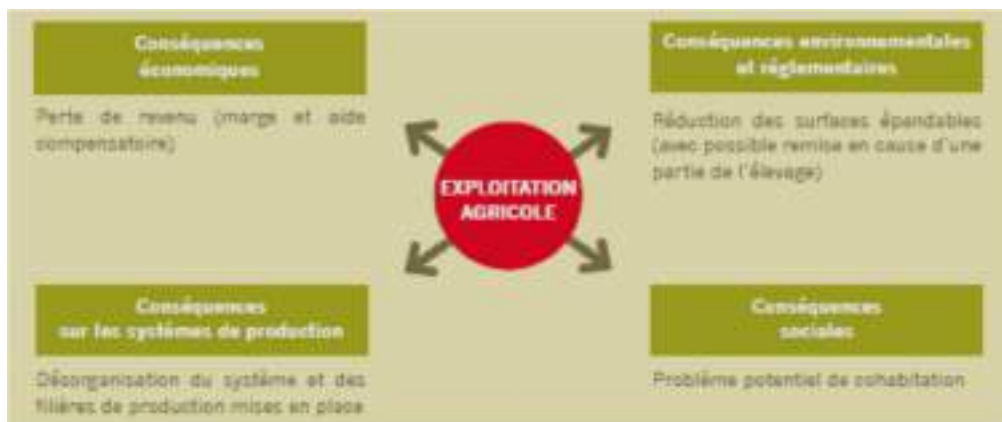 Conséquences
économiques
Perte de revenu (marge et aide
compensatoire)
Conséquences environnementales
et réglementaires
Réduction des surfaces épandables
(avec possible remise en cause d'une
partie de l'élevage)
EXPLOITATION
AGRICOLE
Conséquences
sur les systèmes de production
Désorganisation du système et des
filières de production mises en place
Conséquences
sociales
Problème potentiel de cohabitation